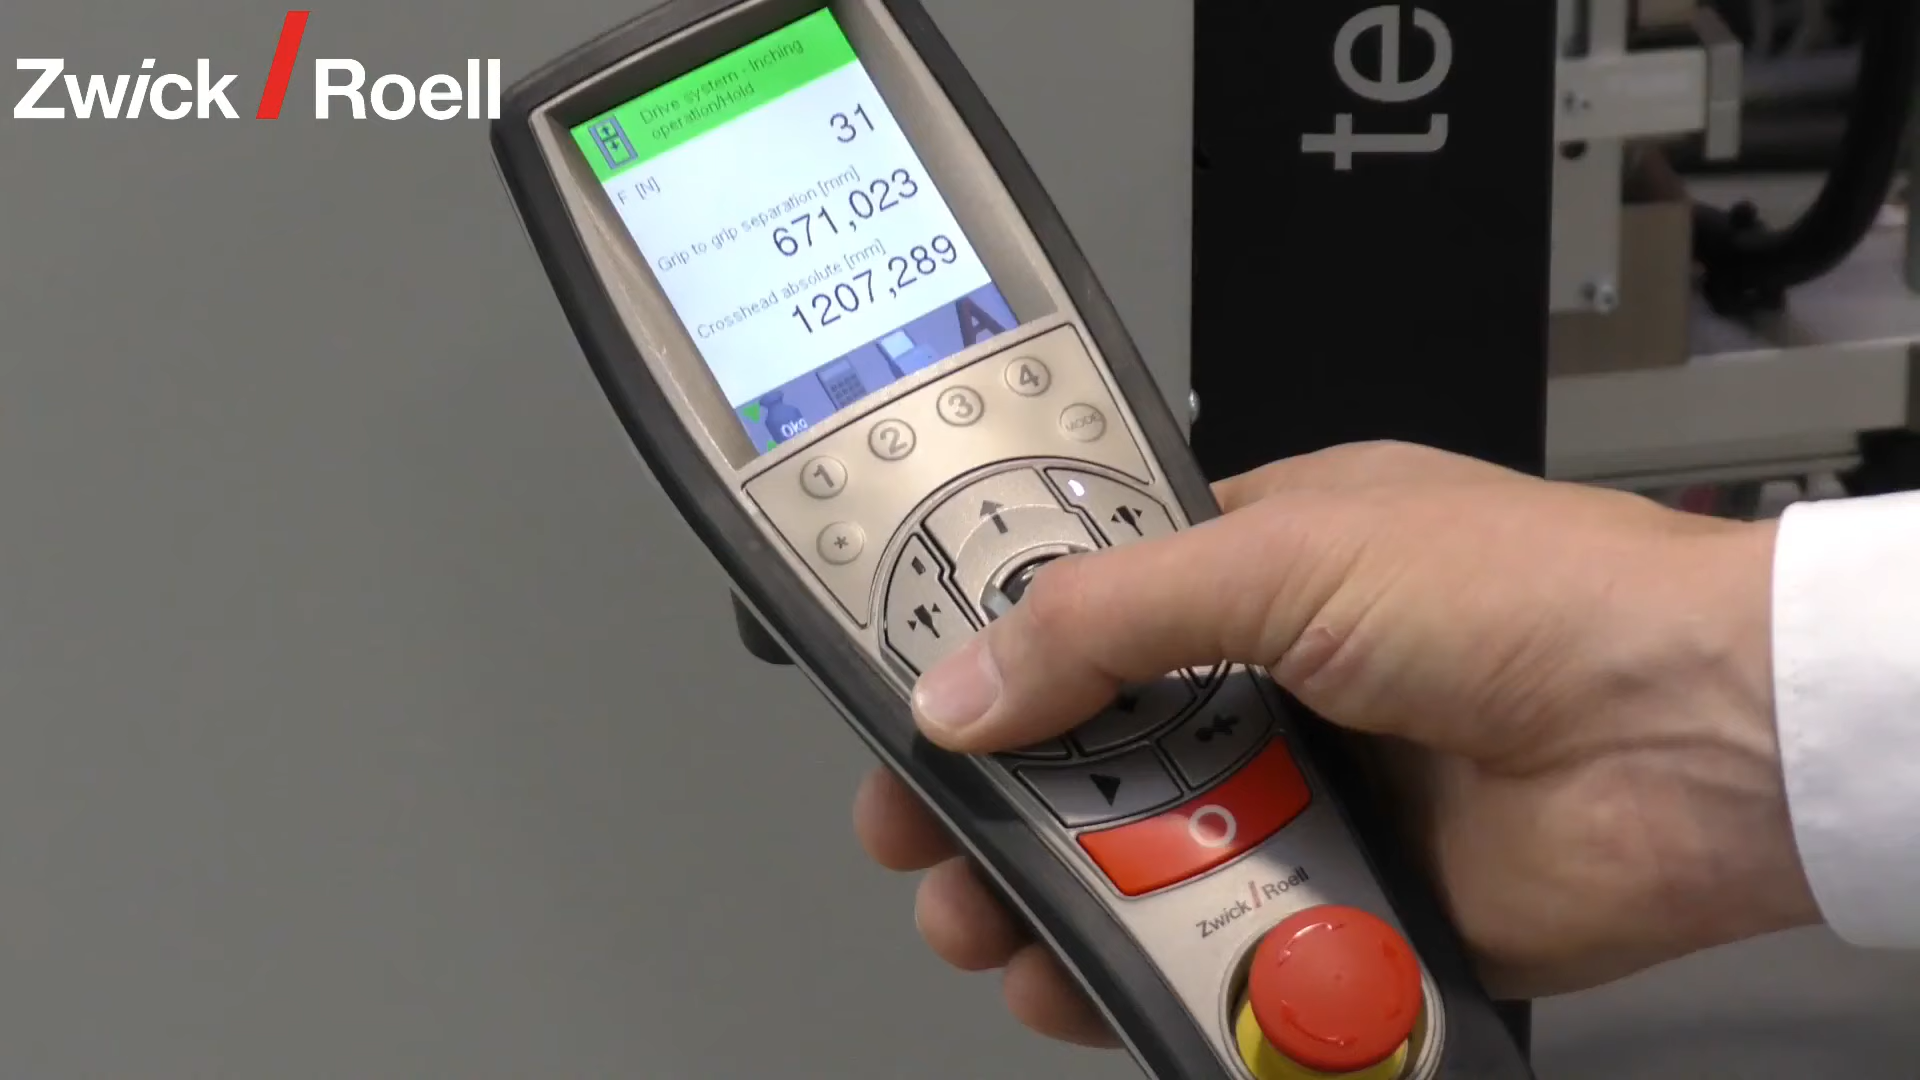 Zwick/Roell
te
Drive system - Inching
operation/Hold
31
F [N]
Grip to grip separation [mm]
671,023
Crosshead absolute [mm]
1207,289
A
0kg
1 2 3 4
MODE
*
Zwick/Roell